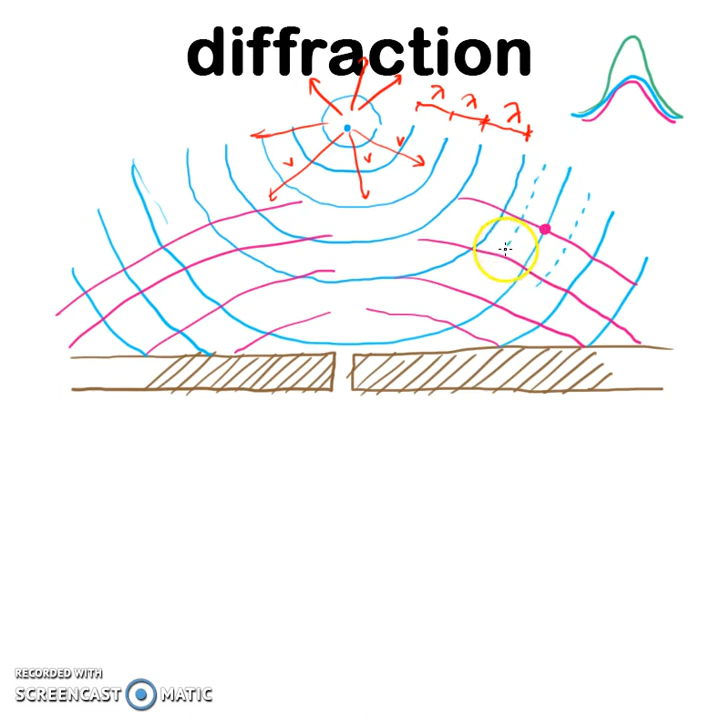 diffraction
λ λ λ
v v v
RECORDED WITH
SCREENCAST MATIC